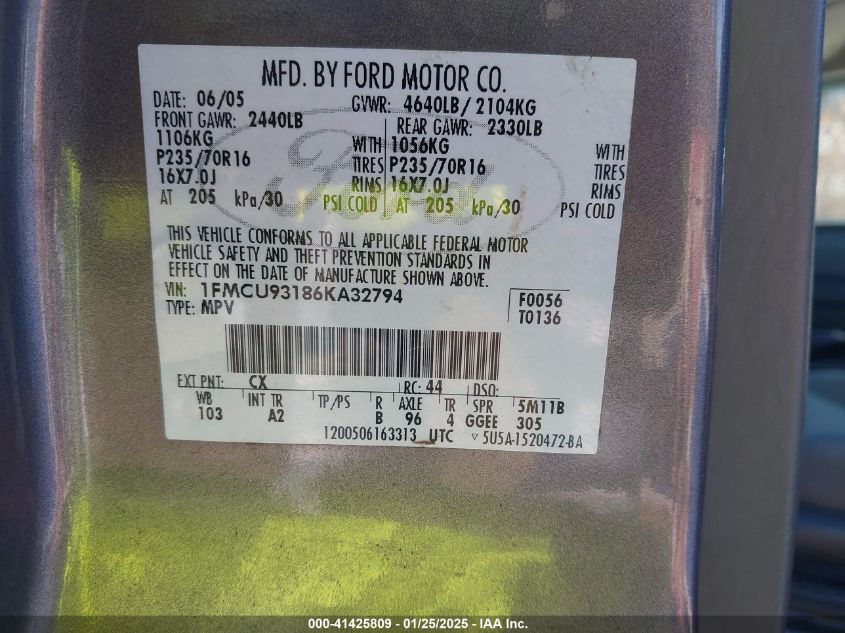 MFD. BY FORD MOTOR CO.
DATE: 06/05 GVWR: 4640LB/ 2104KG
FRONT GAWR: 2440LB REAR GAWR: 2330LB
1106KG WITH 1056KG WITH
P235/70R16 TIRES P235/70R16 TIRES
16X7.0J RIMS 16X7.0J RIMS
AT 205 kPa/30 PSI COLD AT 205 kPa/30 PSI COLD
Ford
THIS VEHICLE CONFORMS TO ALL APPLICABLE FEDERAL MOTOR
VEHICLE SAFETY AND THEFT PREVENTION STANDARDS IN
EFFECT ON THE DATE OF MANUFACTURE SHOWN ABOVE.
VIN: 1FMCU93186KA32794 F0056
TYPE: MPV T0136
EXT PNT: CX RC: 44 DSO:
WB INT TR TP/PS R AXLE TR SPR 5M11B
103 A2 B 96 4 GGEE 305
1200506163313 UTC ▽ 5U5A-1520472-BA
000-41425809 - 01/25/2025 - IAA Inc.